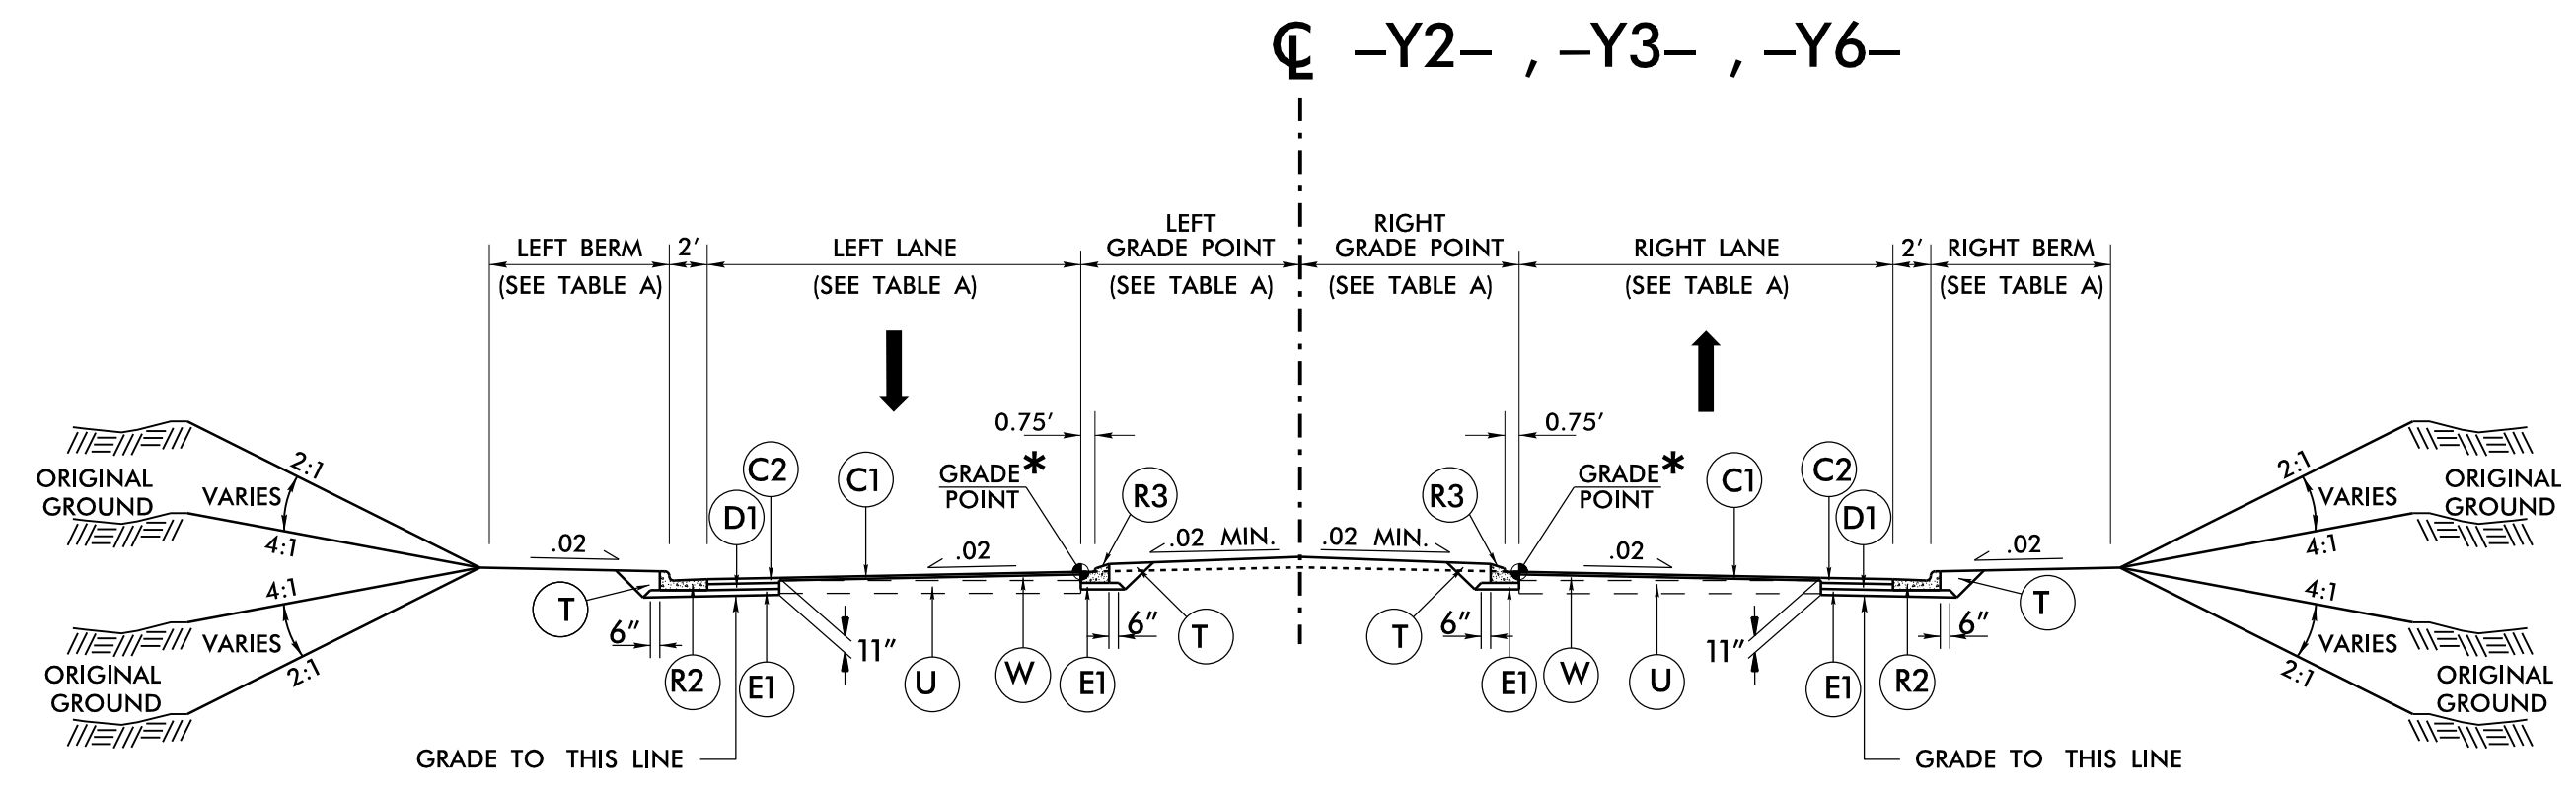 ℄ –Y2– , –Y3– , –Y6–
LEFT
RIGHT
LEFT BERM 2' LEFT LANE GRADE POINT GRADE POINT RIGHT LANE 2' RIGHT BERM
(SEE TABLE A) (SEE TABLE A) (SEE TABLE A) (SEE TABLE A) (SEE TABLE A) (SEE TABLE A)
0.75' 0.75'
2:1 C2 C1 GRADE* R3 R3 GRADE* C1 C2 2:1
ORIGINAL
GROUND
VARIES
POINT POINT
VARIES
ORIGINAL
GROUND
D1 D1
4:1 .02 .02 .02 MIN. .02 MIN. .02 .02 4:1
4:1 T 4:1
T
6" 6" 6" 6"
VARIES VARIES
11" T T 11"
ORIGINAL
GROUND
2:1 R2 E1 U W E1 E1 W U E1 R2 2:1
ORIGINAL
GROUND
GRADE TO THIS LINE GRADE TO THIS LINE